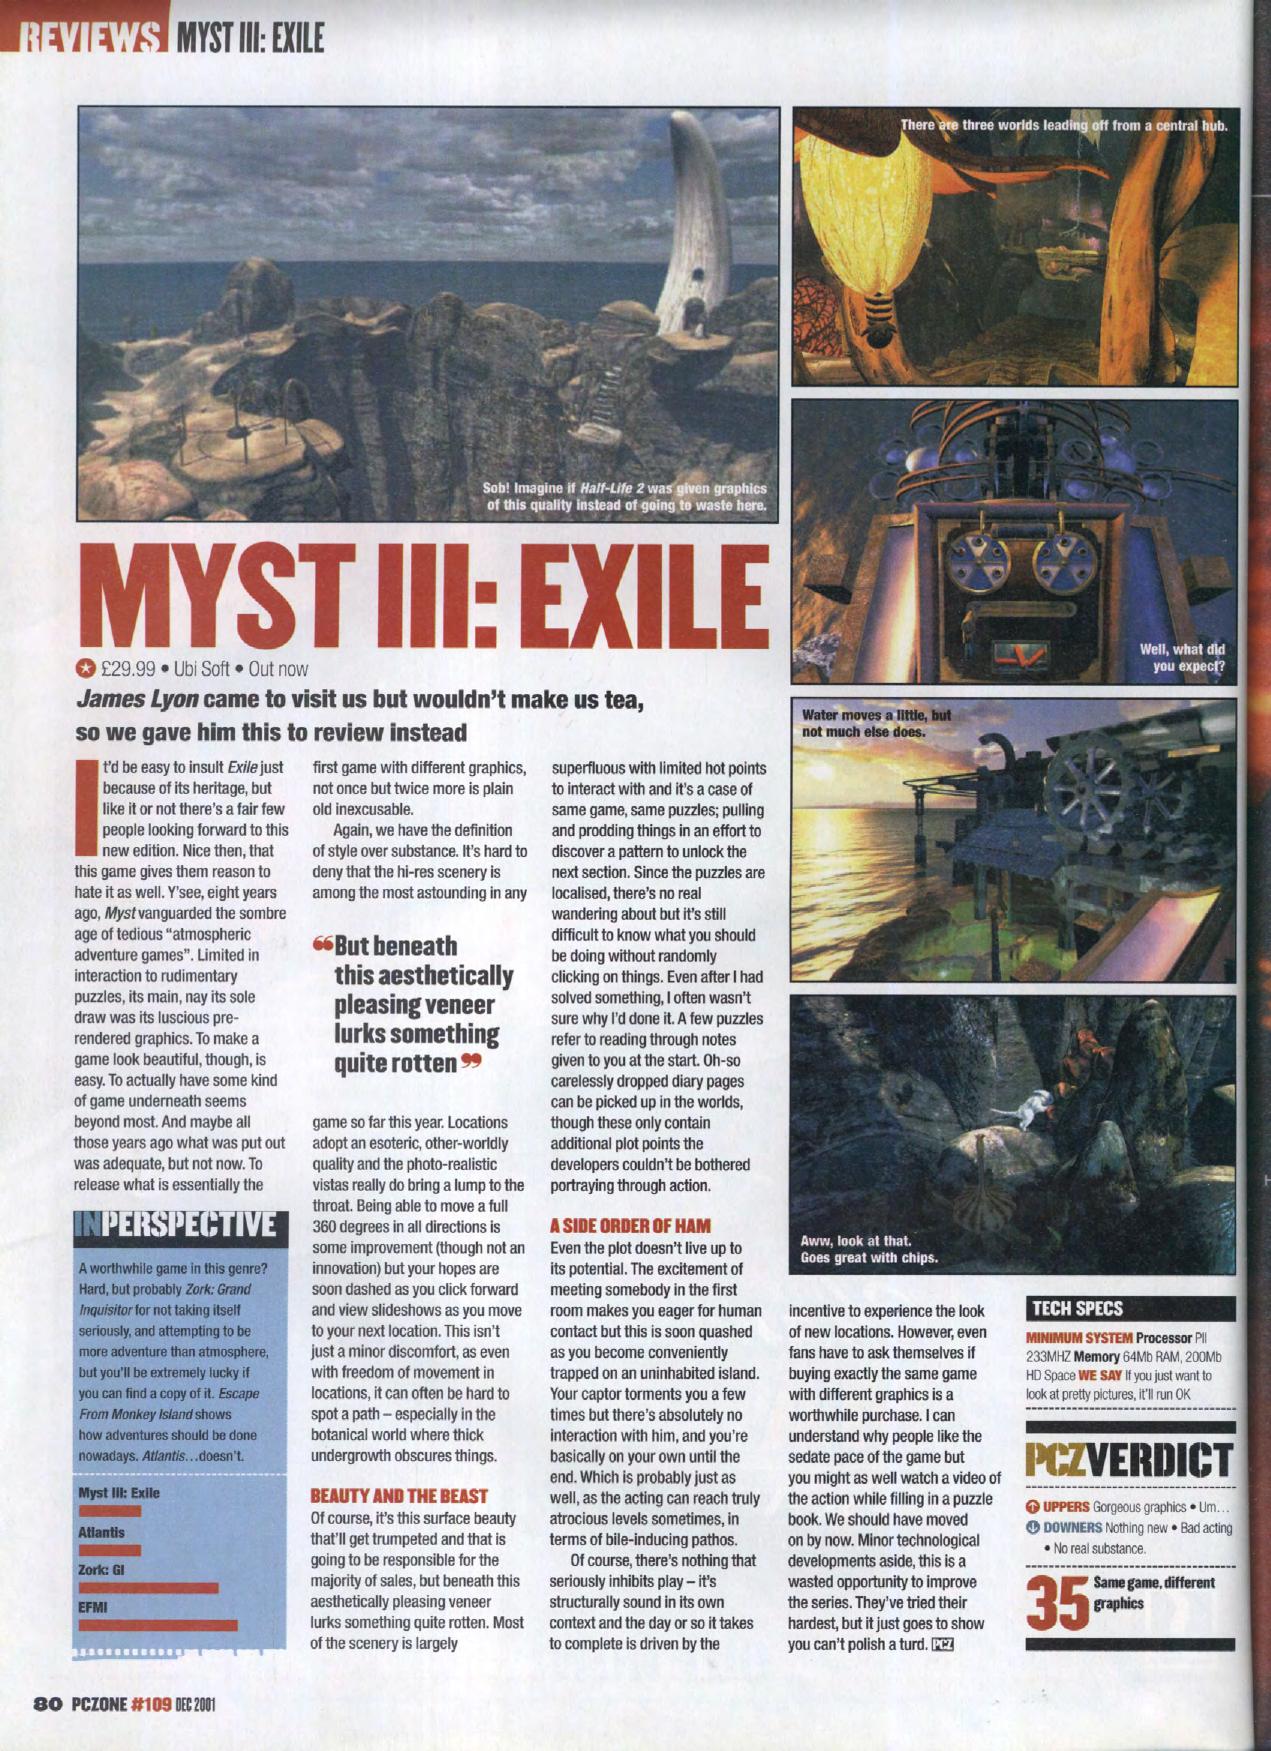 REVIEWS MYST III: EXILE
Sob! Imagine if Half-Life 2 was given graphics
of this quality instead of going to waste here.
There are three worlds leading off from a central hub.
Well, what did
you expect?
Water moves a little, but
not much else does.
Aww, look at that.
Goes great with chips.
MYST III: EXILE
£29.99 • Ubi Soft • Out now
James Lyon came to visit us but wouldn't make us tea,
so we gave him this to review instead
It'd be easy to insult Exile just
because of its heritage, but
like it or not there's a fair few
people looking forward to this
new edition. Nice then, that
this game gives them reason to
hate it as well. Y'see, eight years
ago, Myst vanguarded the sombre
age of tedious "atmospheric
adventure games". Limited in
interaction to rudimentary
puzzles, its main, nay its sole
draw was its luscious pre-
rendered graphics. To make a
game look beautiful, though, is
easy. To actually have some kind
of game underneath seems
beyond most. And maybe all
those years ago what was put out
was adequate, but not now. To
release what is essentially the
first game with different graphics,
not once but twice more is plain
old inexcusable.
Again, we have the definition
of style over substance. It's hard to
deny that the hi-res scenery is
among the most astounding in any
“But beneath
this aesthetically
pleasing veneer
lurks something
quite rotten”
game so far this year. Locations
adopt an esoteric, other-worldly
quality and the photo-realistic
vistas really do bring a lump to the
throat. Being able to move a full
360 degrees in all directions is
some improvement (though not an
innovation) but your hopes are
soon dashed as you click forward
and view slideshows as you move
to your next location. This isn't
just a minor discomfort, as even
with freedom of movement in
locations, it can often be hard to
spot a path – especially in the
botanical world where thick
undergrowth obscures things.
BEAUTY AND THE BEAST
Of course, it's this surface beauty
that'll get trumpeted and that is
going to be responsible for the
majority of sales, but beneath this
aesthetically pleasing veneer
lurks something quite rotten. Most
of the scenery is largely
superfluous with limited hot points
to interact with and it's a case of
same game, same puzzles; pulling
and prodding things in an effort to
discover a pattern to unlock the
next section. Since the puzzles are
localised, there's no real
wandering about but it's still
difficult to know what you should
be doing without randomly
clicking on things. Even after I had
solved something, I often wasn't
sure why I'd done it. A few puzzles
refer to reading through notes
given to you at the start. Oh-so
carelessly dropped diary pages
can be picked up in the worlds,
though these only contain
additional plot points the
developers couldn't be bothered
portraying through action.
A SIDE ORDER OF HAM
Even the plot doesn't live up to
its potential. The excitement of
meeting somebody in the first
room makes you eager for human
contact but this is soon quashed
as you become conveniently
trapped on an uninhabited island.
Your captor torments you a few
times but there's absolutely no
interaction with him, and you're
basically on your own until the
end. Which is probably just as
well, as the acting can reach truly
atrocious levels sometimes, in
terms of bile-inducing pathos.
Of course, there's nothing that
seriously inhibits play – it's
structurally sound in its own
context and the day or so it takes
to complete is driven by the
incentive to experience the look
of new locations. However, even
fans have to ask themselves if
buying exactly the same game
with different graphics is a
worthwhile purchase. I can
understand why people like the
sedate pace of the game but
you might as well watch a video of
the action while filling in a puzzle
book. We should have moved
on by now. Minor technological
developments aside, this is a
wasted opportunity to improve
the series. They've tried their
hardest, but it just goes to show
you can't polish a turd. PCZ
INPERSPECTIVE
A worthwhile game in this genre?
Hard, but probably Zork: Grand
Inquisitor for not taking itself
seriously, and attempting to be
more adventure than atmosphere,
but you'll be extremely lucky if
you can find a copy of it. Escape
From Monkey Island shows
how adventures should be done
nowadays. Atlantis...doesn't.
Myst III: Exile
Atlantis
Zork: GI
EFMI
TECH SPECS
MINIMUM SYSTEM Processor PII
233MHZ Memory 64Mb RAM, 200Mb
HD Space WE SAY If you just want to
look at pretty pictures, it'll run OK
PCZVERDICT
UPPERS Gorgeous graphics • Um...
DOWNERS Nothing new • Bad acting
• No real substance.
35 Same game, different
graphics
80 PCZONE #109 DEC 2001